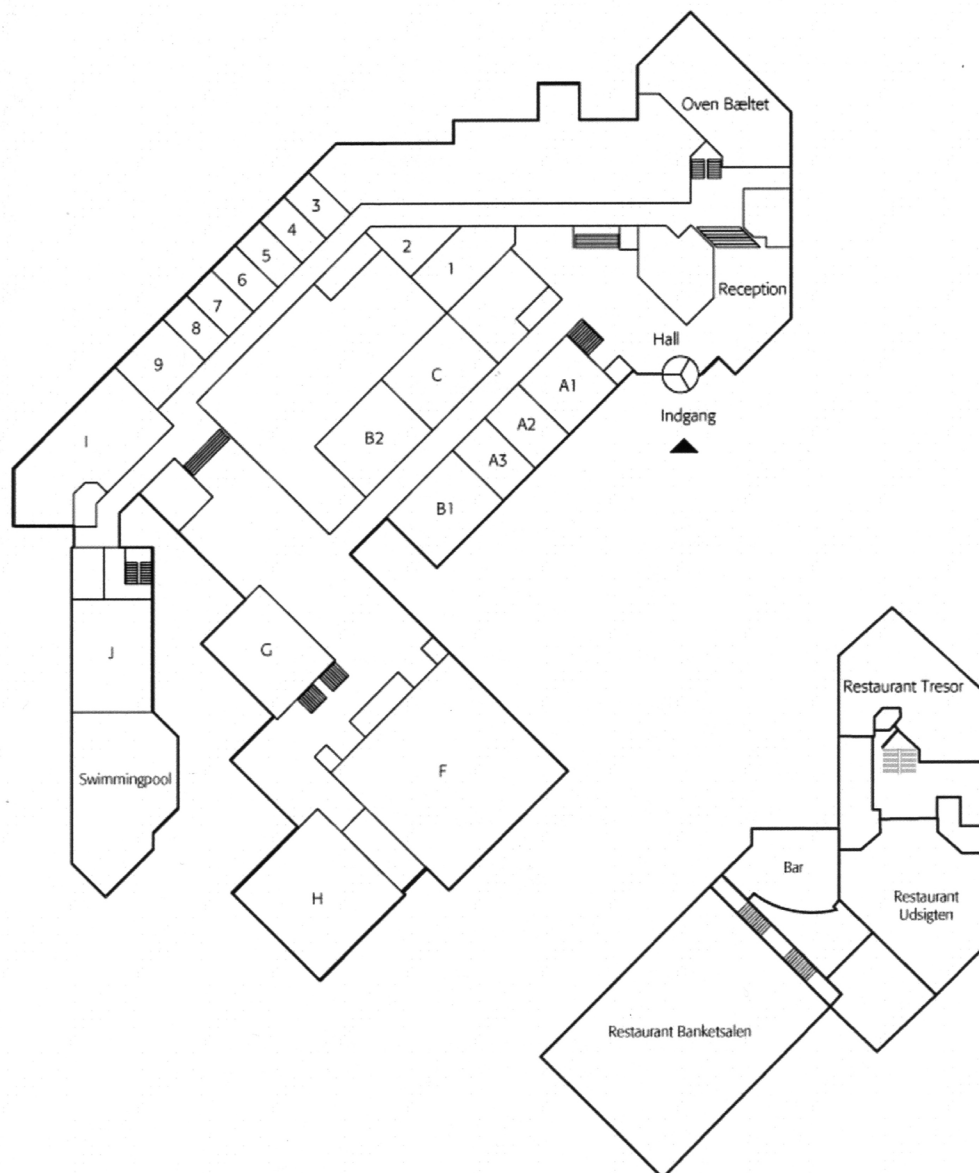 Oven Bæltet
3
4
5
6
7
8
9
2
1
Reception
Hall
Indgang
C
B2
A1
A2
A3
B1
I
J
G
F
H
Swimmingpool
Restaurant Tresor
Bar
Restaurant
Udsigten
Restaurant Banketsalen